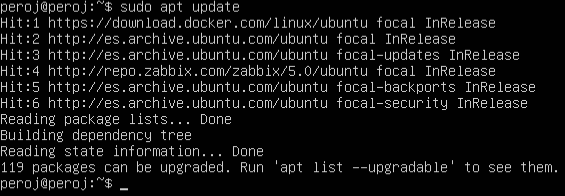 peroj@peroj:~$ sudo apt update
Hit:1 https://download.docker.com/linux/ubuntu focal InRelease
Hit:2 http://es.archive.ubuntu.com/ubuntu focal InRelease
Hit:3 http://es.archive.ubuntu.com/ubuntu focal-updates InRelease
Hit:4 http://repo.zabbix.com/zabbix/5.0/ubuntu focal InRelease
Hit:5 http://es.archive.ubuntu.com/ubuntu focal-backports InRelease
Hit:6 http://es.archive.ubuntu.com/ubuntu focal-security InRelease
Reading package lists... Done
Building dependency tree
Reading state information... Done
119 packages can be upgraded. Run 'apt list --upgradable' to see them.
peroj@peroj:~$ _